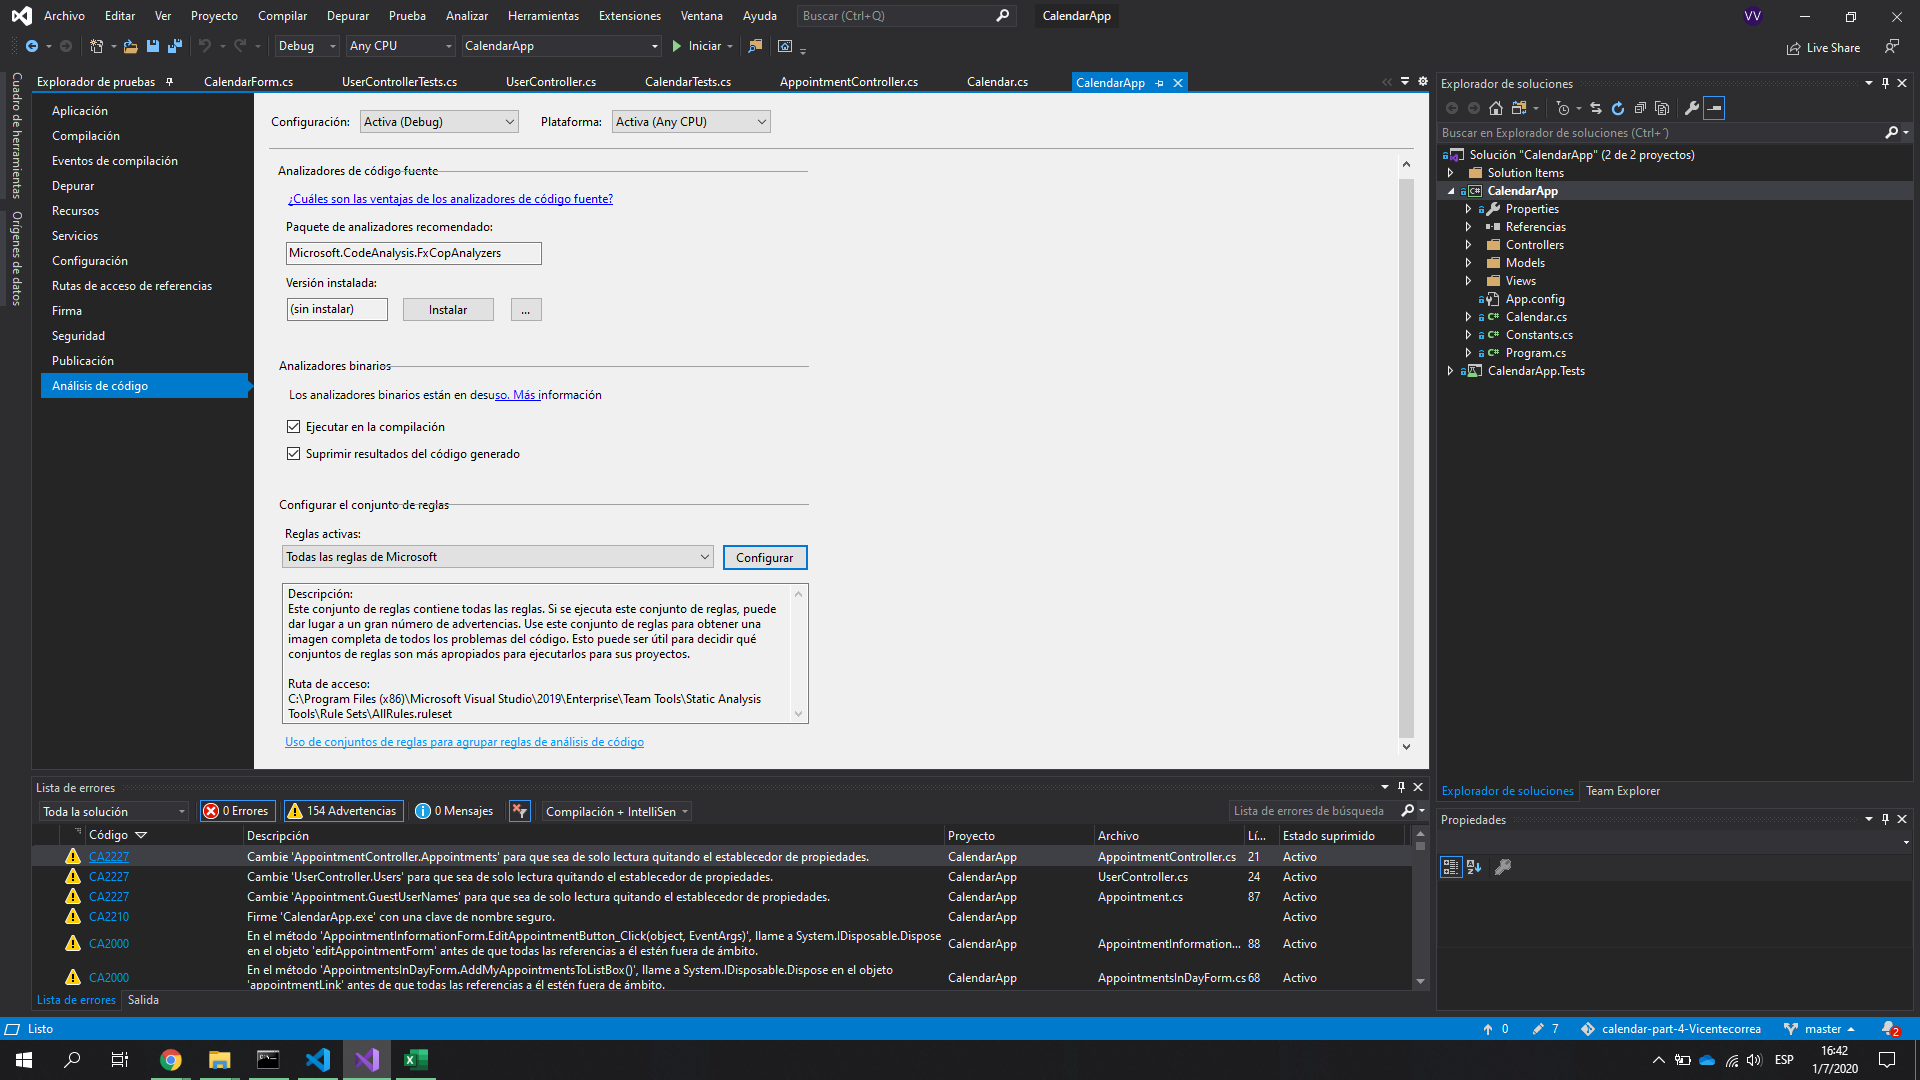 Archivo Editar Ver Proyecto Compilar Depurar Prueba Analizar Herramientas Extensiones Ventana Ayuda Buscar (Ctrl+Q) CalendarApp VV
Debug Any CPU CalendarApp Iniciar Live Share
Cuadro de herramientas
Orígenes de datos
Explorador de pruebas CalendarForm.cs UserControllerTests.cs UserController.cs CalendarTests.cs AppointmentController.cs Calendar.cs CalendarApp
Aplicación
Compilación
Eventos de compilación
Depurar
Recursos
Servicios
Configuración
Rutas de acceso de referencias
Firma
Seguridad
Publicación
Análisis de código
Configuración: Activa (Debug) Plataforma: Activa (Any CPU)
Analizadores de código fuente
¿Cuáles son las ventajas de los analizadores de código fuente?
Paquete de analizadores recomendado:
Microsoft.CodeAnalysis.FxCopAnalyzers
Versión instalada:
(sin instalar) Instalar ...
Analizadores binarios
Los analizadores binarios están en desuso. Más información
Ejecutar en la compilación
Suprimir resultados del código generado
Configurar el conjunto de reglas
Reglas activas:
Todas las reglas de Microsoft Configurar
Descripción:
Este conjunto de reglas contiene todas las reglas. Si se ejecuta este conjunto de reglas, puede
dar lugar a un gran número de advertencias. Use este conjunto de reglas para obtener una
imagen completa de todos los problemas del código. Esto puede ser útil para decidir qué
conjuntos de reglas son más apropiados para ejecutarlos para sus proyectos.
Ruta de acceso:
C:\Program Files (x86)\Microsoft Visual Studio\2019\Enterprise\Team Tools\Static Analysis
Tools\Rule Sets\AllRules.ruleset
Uso de conjuntos de reglas para agrupar reglas de análisis de código
Explorador de soluciones
Buscar en Explorador de soluciones (Ctrl+´)
Solución "CalendarApp" (2 de 2 proyectos)
Solution Items
CalendarApp
Properties
Referencias
Controllers
Models
Views
App.config
Calendar.cs
Constants.cs
Program.cs
CalendarApp.Tests
Explorador de soluciones Team Explorer
Propiedades
Lista de errores
Toda la solución 0 Errores 154 Advertencias 0 Mensajes Compilación + IntelliSen Lista de errores de búsqueda
Código Descripción Proyecto Archivo Lí... Estado suprimido
CA2227 Cambie 'AppointmentController.Appointments' para que sea de solo lectura quitando el establecedor de propiedades. CalendarApp AppointmentController.cs 21 Activo
CA2227 Cambie 'UserController.Users' para que sea de solo lectura quitando el establecedor de propiedades. CalendarApp UserController.cs 24 Activo
CA2227 Cambie 'Appointment.GuestUserNames' para que sea de solo lectura quitando el establecedor de propiedades. CalendarApp Appointment.cs 87 Activo
CA2210 Firme 'CalendarApp.exe' con una clave de nombre seguro. CalendarApp Activo
CA2000 En el método 'AppointmentInformationForm.EditAppointmentButton_Click(object, EventArgs)', llame a System.IDisposable.Dispose CalendarApp AppointmentInformation... 88 Activo
en el objeto 'editAppointmentForm' antes de que todas las referencias a él estén fuera de ámbito.
CA2000 En el método 'AppointmentsInDayForm.AddMyAppointmentsToListBox()', llame a System.IDisposable.Dispose en el objeto CalendarApp AppointmentsInDayForm.cs 68 Activo
'appointmentLink' antes de que todas las referencias a él estén fuera de ámbito.
Lista de errores Salida
Listo 0 7 calendar-part-4-Vicentecorrea master 2
ESP 16:42
1/7/2020